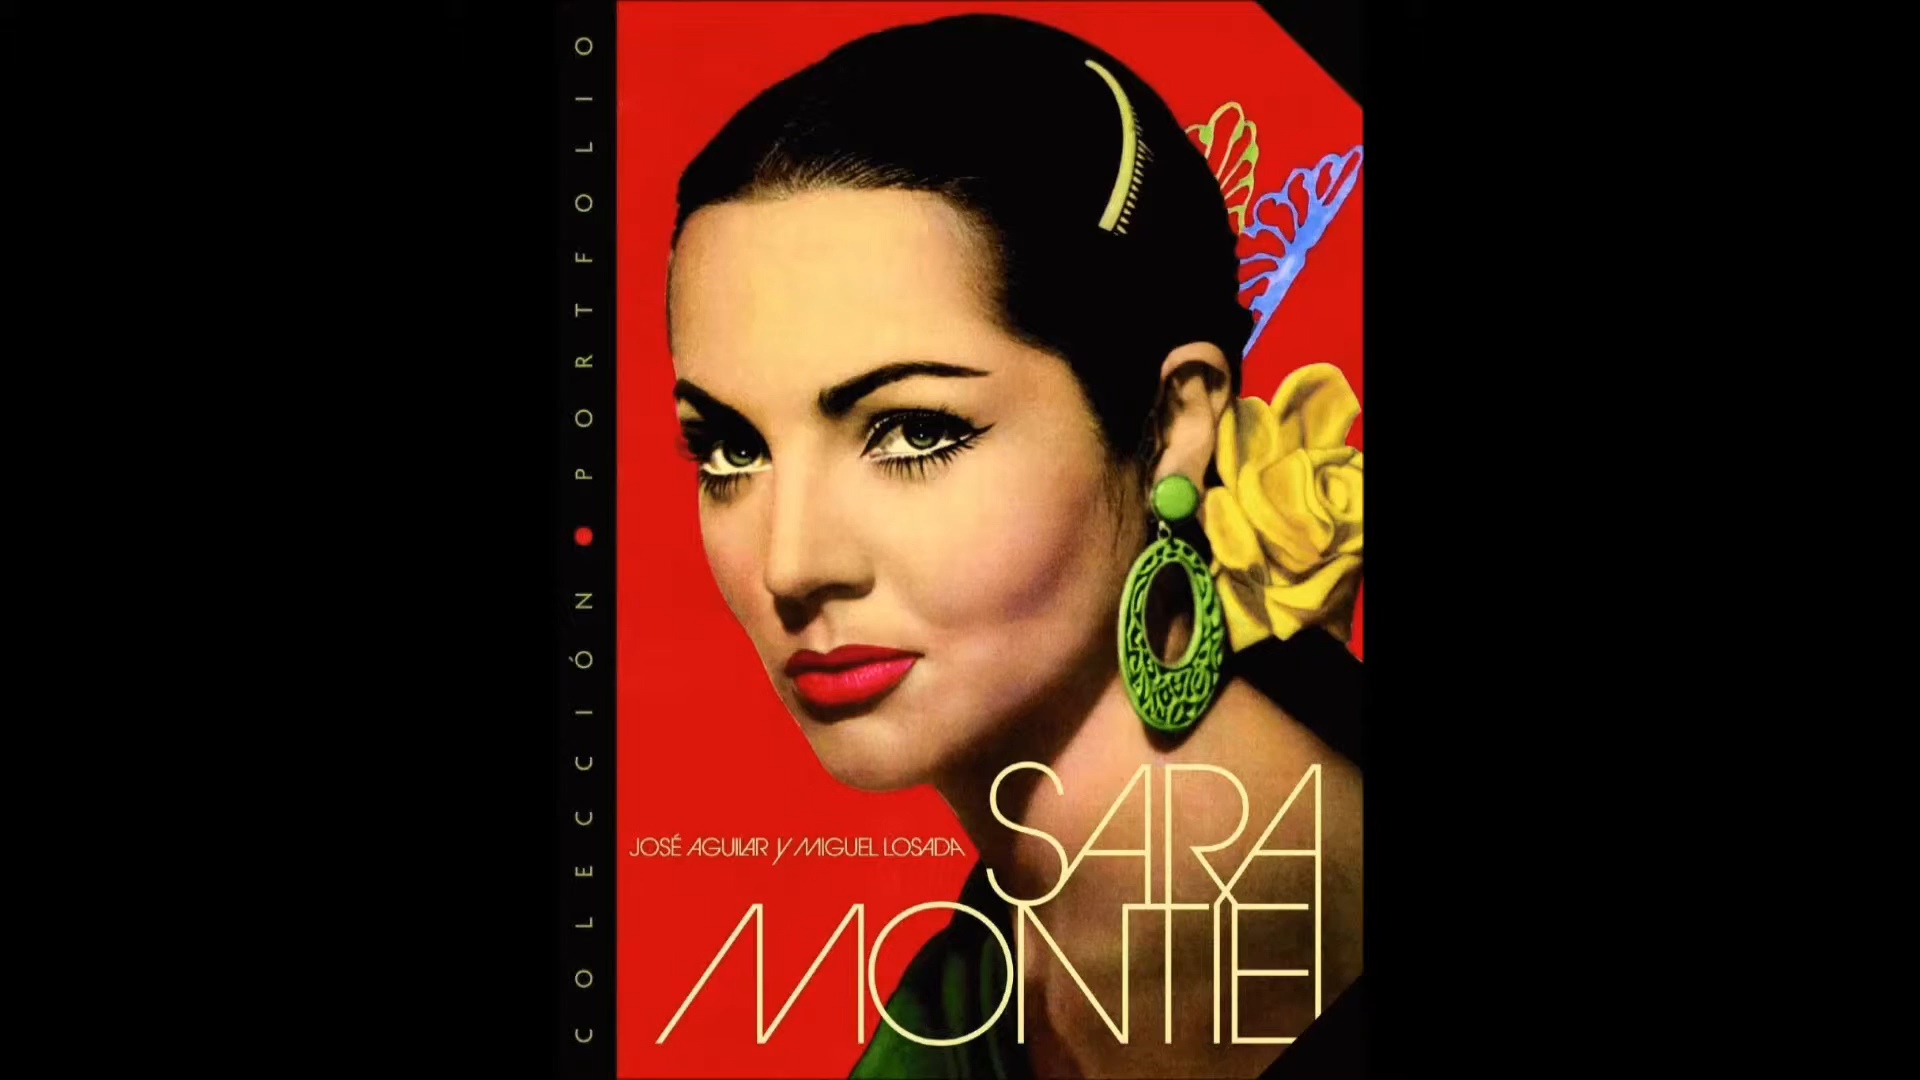 COLECCIÓN • PORTFOLIO
JOSÉ AGUILAR y MIGUEL LOSADA
SARA
MONTIEL